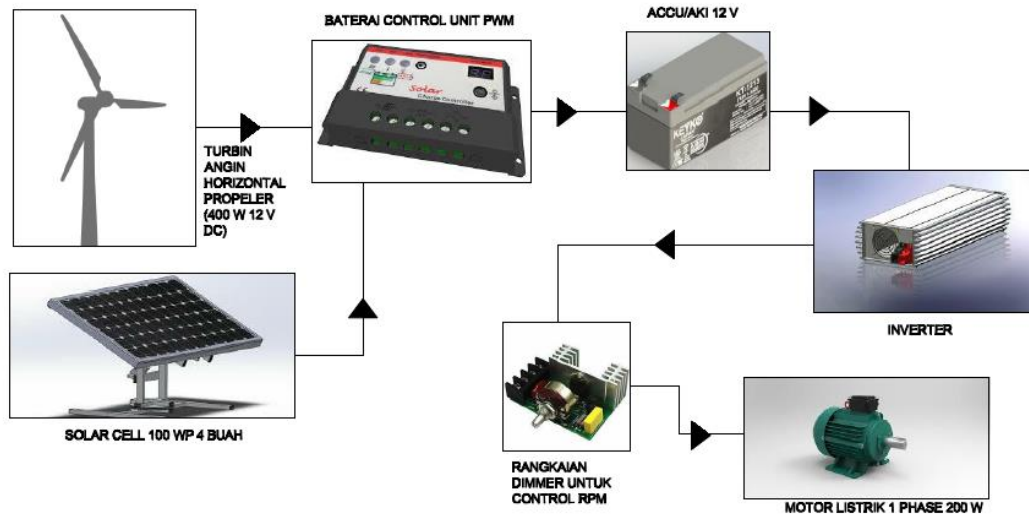 BATERAI CONTROL UNIT PWM
ACCU/AKI 12 V
Solar
Charge Controller
KEYKO
TURBIN
ANGIN
HORIZONTAL
PROPELER
(400 W 12 V
DC)
INVERTER
SOLAR CELL 100 WP 4 BUAH
RANGKAIAN
DIMMER UNTUK
CONTROL RPM
MOTOR LISTRIK 1 PHASE 200 W